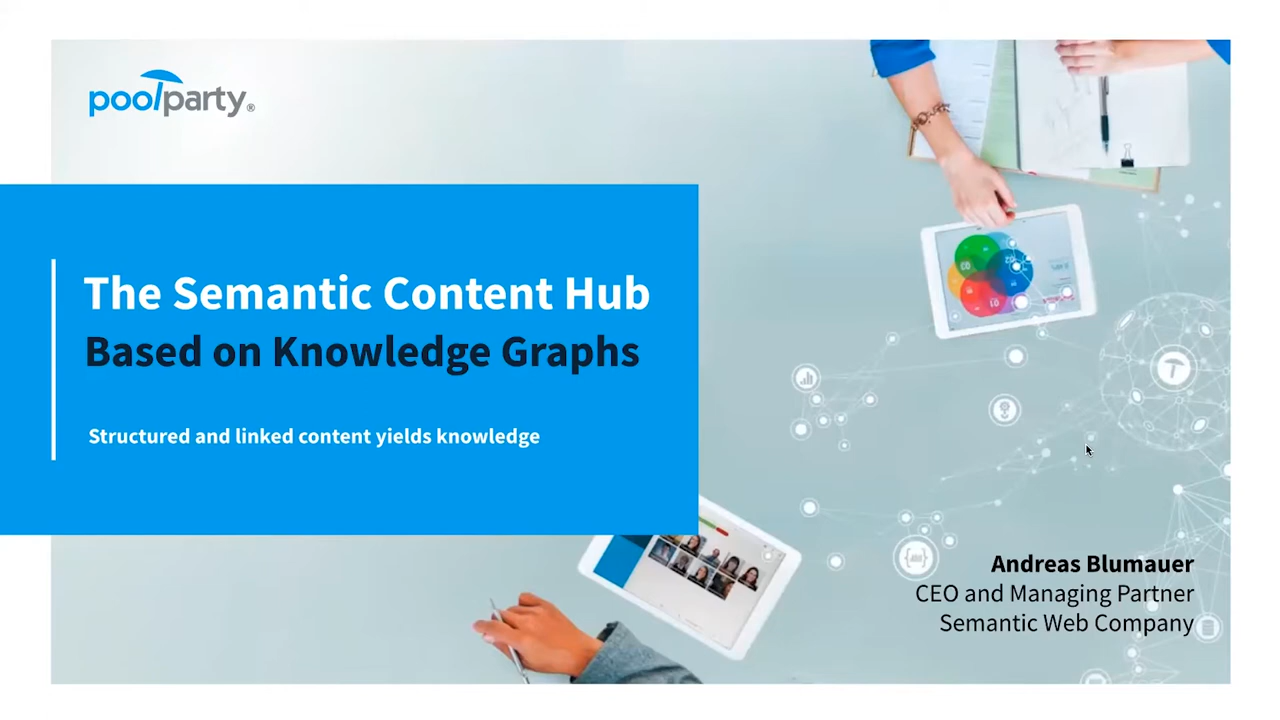 poolparty®
The Semantic Content Hub
Based on Knowledge Graphs
Structured and linked content yields knowledge
Andreas Blumauer
CEO and Managing Partner
Semantic Web Company